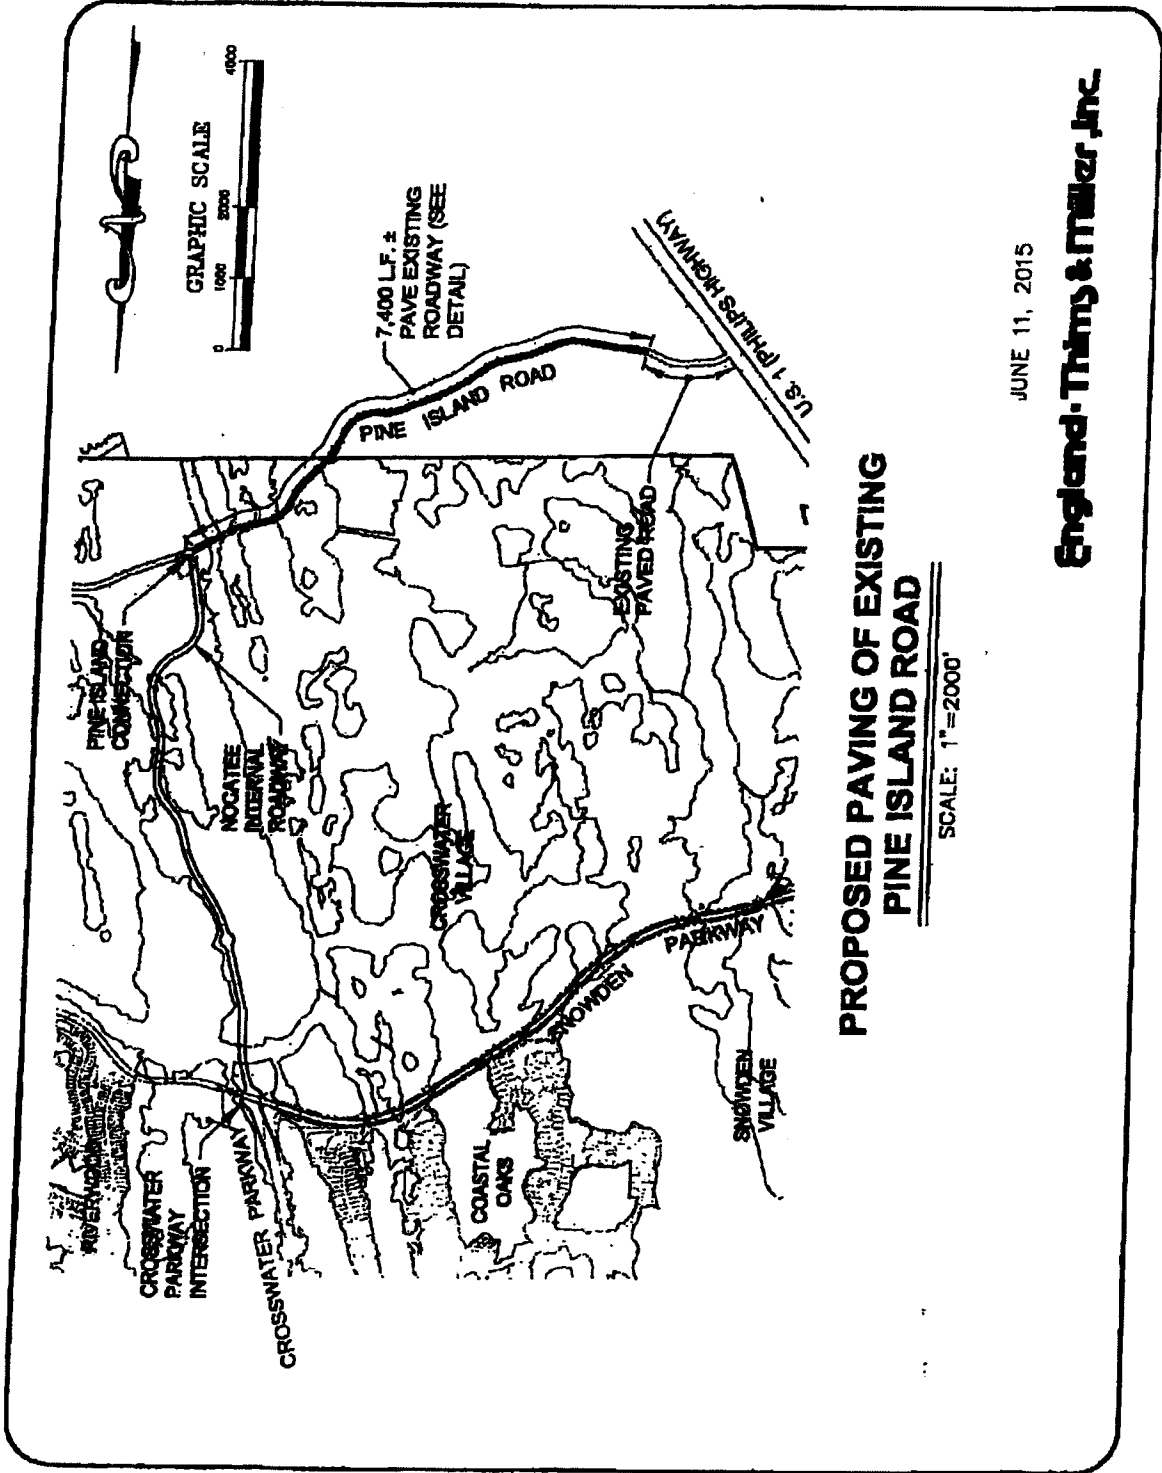 GRAPHIC SCALE
0 1000 2000 4000
7,400 L.F. ±
PAVE EXISTING
ROADWAY (SEE
DETAIL)
PINE ISLAND ROAD
U.S. 1 (PHILIPS HIGHWAY)
EXISTING
PAVED ROAD
PINE ISLAND
CONNECTION
NOCATEE
INTERNAL
ROADWAY
CROSSWATER
VILLAGE
SNOWDEN PARKWAY
RIVERWOOD
CROSSWATER
PARKWAY
INTERSECTION
CROSSWATER PARKWAY
COASTAL
OAKS
SNOWDEN
VILLAGE
PROPOSED PAVING OF EXISTING
PINE ISLAND ROAD
SCALE: 1"=2000'
JUNE 11, 2015
England-Thims & Miller, Inc.